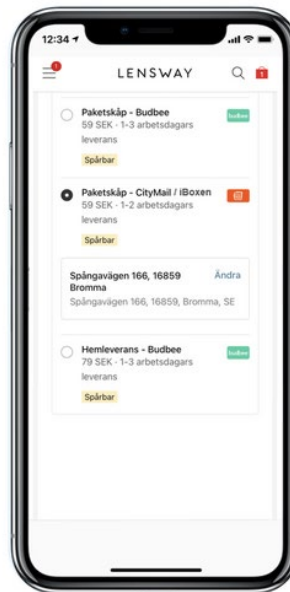 12:34
1
LENSWAY
1
Paketskåp - Budbee
budbee
59 SEK - 1-3 arbetsdagars
leverans
Spårbar
Paketskåp - CityMail / iBoxen
59 SEK - 1-2 arbetsdagars
leverans
Spårbar
Spångavägen 166, 16859
Bromma
Ändra
Spångavägen 166, 16859, Bromma, SE
Hemleverans - Budbee
budbee
79 SEK - 1-3 arbetsdagars
leverans
Spårbar